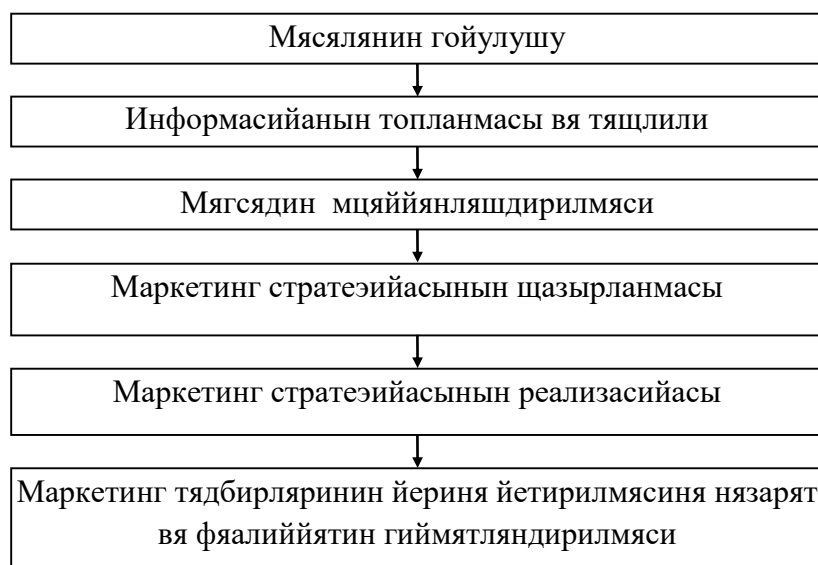 Мясялянин гойулушу
Информасийанын топланмасы вя тящлили
Мягсядин мцяййянляшдирилмяси
Маркетинг стратеэийасынын щазырланмасы
Маркетинг стратеэийасынын реализасийасы
Маркетинг тядбирляринин йериня йетирилмясиня нязарят
вя фяалиййятин гиймятляндирилмяси